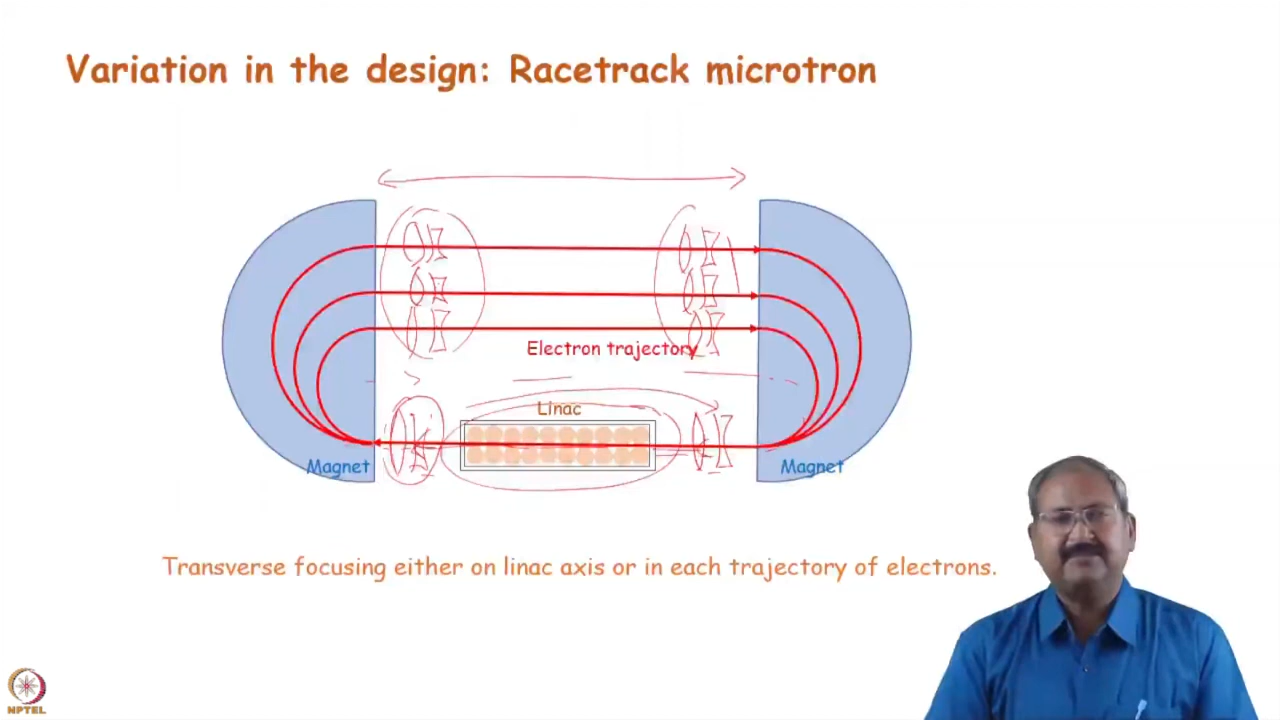 Variation in the design: Racetrack microtron
Electron trajectory
Linac
Magnet
Magnet
Transverse focusing either on linac axis or in each trajectory of electrons.
NPTEL